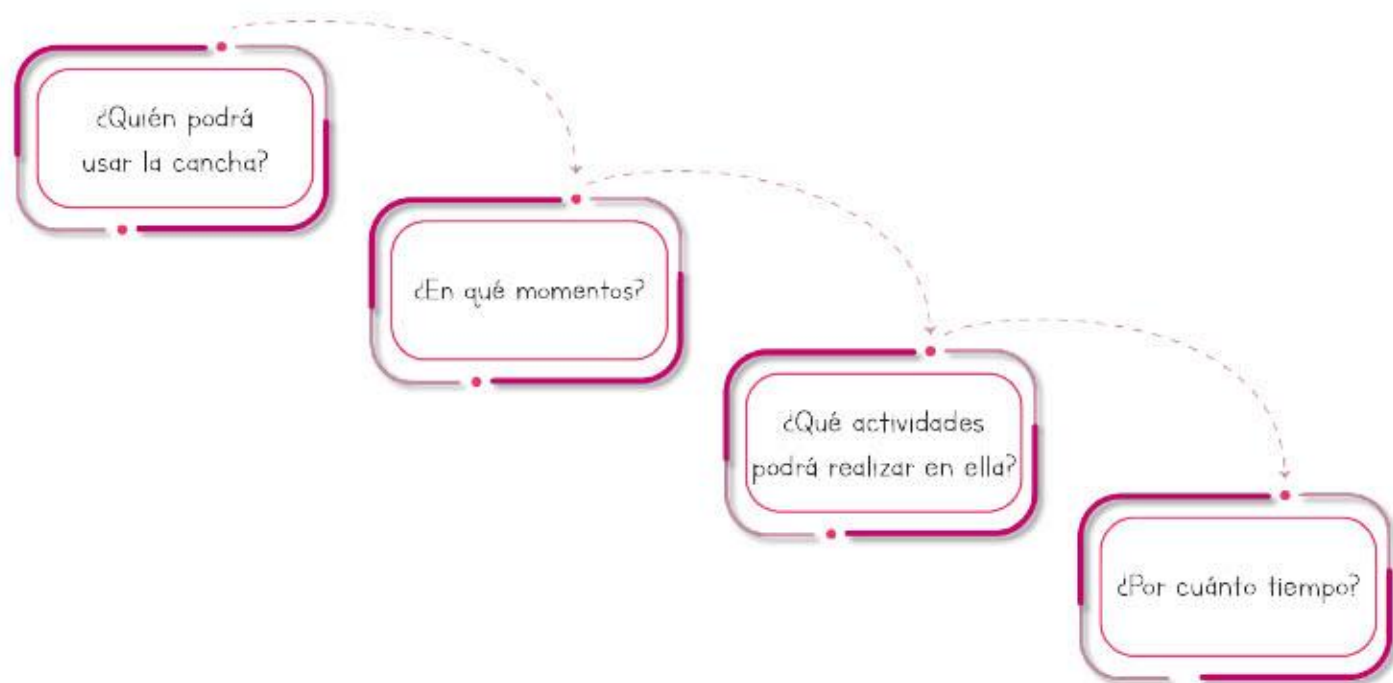 ¿Quién podrá
usar la cancha?
¿En qué momentos?
¿Qué actividades
podrá realizar en ella?
¿Por cuánto tiempo?